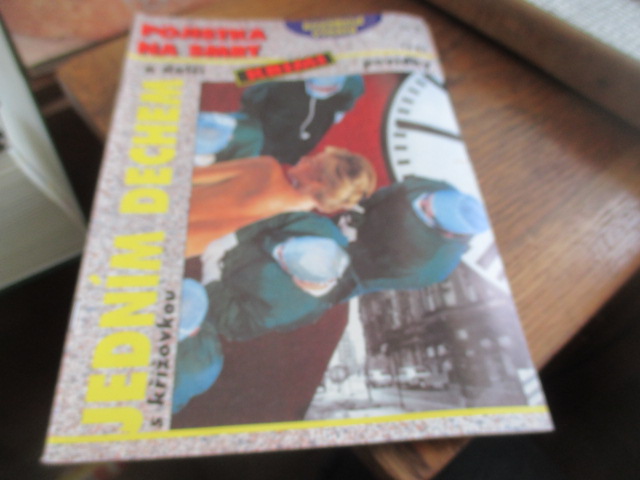 POJISTKA
NA SMRT
a další
KRIMI
povídky
JEDNÍM DECHEM
s křížovkou